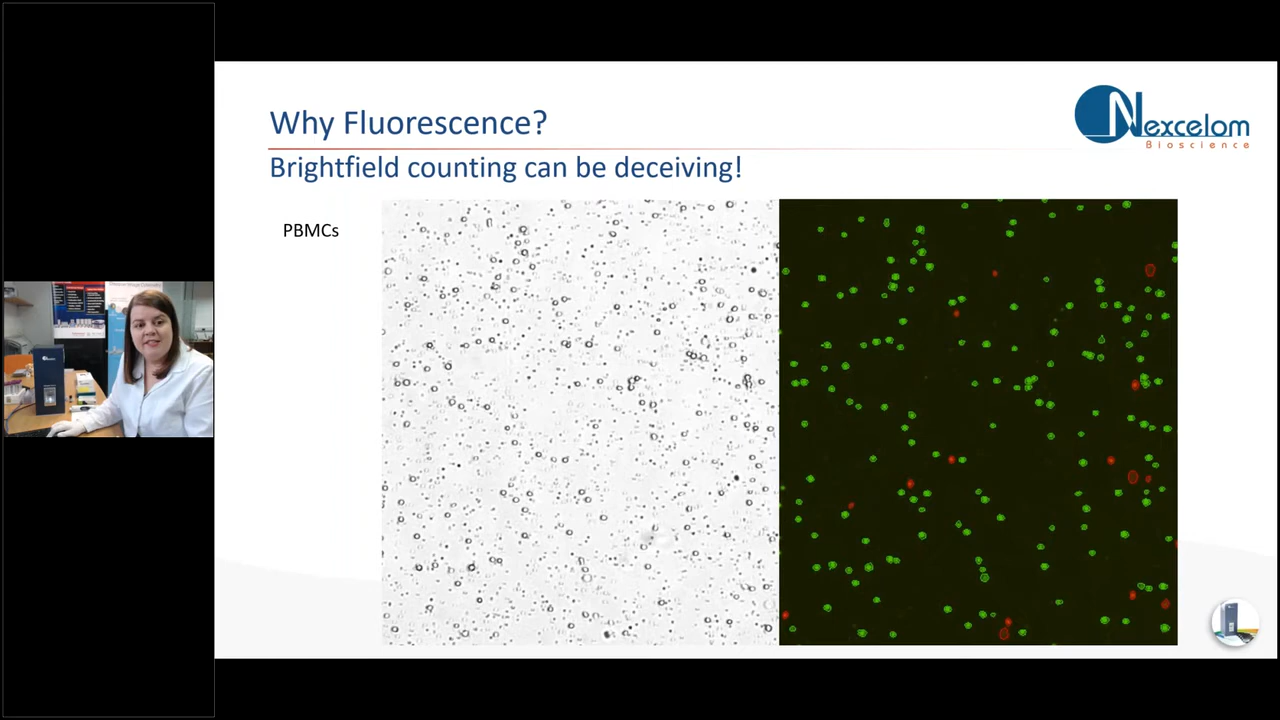 Why Fluorescence?
Nexcelom
Bioscience
Brightfield counting can be deceiving!
PBMCs